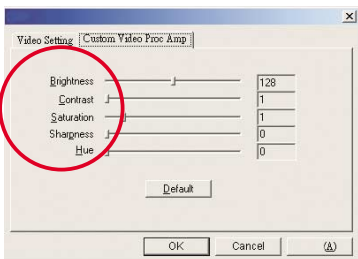 Video Setting Custom Video Proc Amp
Brightness 128
Contrast 1
Saturation 1
Sharpness 0
Hue 0
Default
OK Cancel (A)